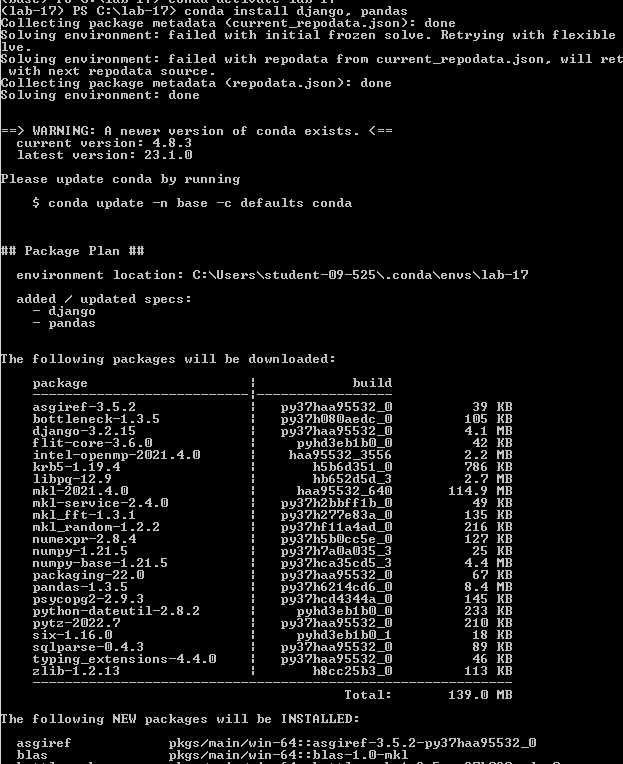 (base) PS C:\lab-17> conda activate lab-17
(lab-17) PS C:\lab-17> conda install django, pandas
Collecting package metadata (current_repodata.json): done
Solving environment: failed with initial frozen solve. Retrying with flexible
lve.
Solving environment: failed with repodata from current_repodata.json, will ret
with next repodata source.
Collecting package metadata (repodata.json): done
Solving environment: done
==> WARNING: A newer version of conda exists. <==
current version: 4.8.3
latest version: 23.1.0
Please update conda by running
$ conda update -n base -c defaults conda
## Package Plan ##
environment location: C:\Users\student-09-525\.conda\envs\lab-17
added / updated specs:
- django
- pandas
The following packages will be downloaded:
package | build
---------------------------|-----------------
asgiref-3.5.2 | py37haa95532_0 39 KB
bottleneck-1.3.5 | py37h080aedc_0 105 KB
django-3.2.15 | py37haa95532_0 4.1 MB
flit-core-3.6.0 | pyhd3eb1b0_0 42 KB
intel-openmp-2021.4.0 | haa95532_3556 2.2 MB
krb5-1.19.4 | h5b6d351_0 786 KB
libpq-12.9 | hb652d5d_3 2.7 MB
mkl-2021.4.0 | haa95532_640 114.9 MB
mkl-service-2.4.0 | py37h2bbff1b_0 49 KB
mkl_fft-1.3.1 | py37h277e83a_0 135 KB
mkl_random-1.2.2 | py37hf11a4ad_0 216 KB
numexpr-2.8.4 | py37h5b0cc5e_0 127 KB
numpy-1.21.5 | py37h7a0a035_3 25 KB
numpy-base-1.21.5 | py37hca35cd5_3 4.4 MB
packaging-22.0 | py37haa95532_0 67 KB
pandas-1.3.5 | py37h6214cd6_0 8.4 MB
psycopg2-2.9.3 | py37hcd4344a_0 145 KB
python-dateutil-2.8.2 | pyhd3eb1b0_0 233 KB
pytz-2022.7 | py37haa95532_0 210 KB
six-1.16.0 | pyhd3eb1b0_1 18 KB
sqlparse-0.4.3 | py37haa95532_0 89 KB
typing_extensions-4.4.0 | py37haa95532_0 46 KB
zlib-1.2.13 | h8cc25b3_0 113 KB
------------------------------------------------------------
Total: 139.0 MB
The following NEW packages will be INSTALLED:
asgiref pkgs/main/win-64::asgiref-3.5.2-py37haa95532_0
blas pkgs/main/win-64::blas-1.0-mkl